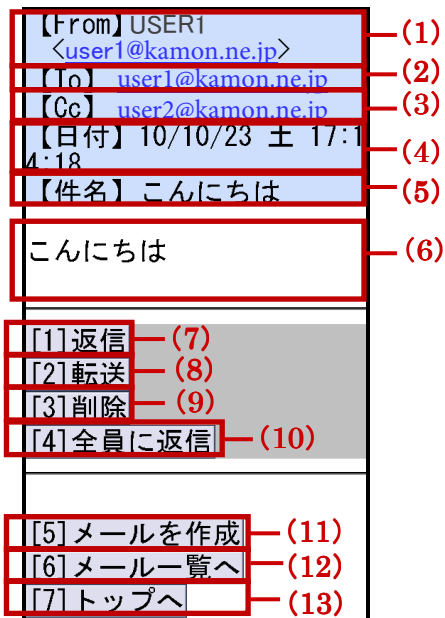 【From】USER1 (1)
<user1@kamon.ne.jp>
【To】 user1@kamon.ne.jp (2)
【Cc】 user2@kamon.ne.jp (3)
【日付】10/10/23 土 17:1 (4)
4:18
【件名】こんにちは (5)
こんにちは (6)
[1]返信 (7)
[2]転送 (8)
[3]削除 (9)
[4]全員に返信 (10)
[5]メールを作成 (11)
[6]メール一覧へ (12)
[7]トップへ (13)